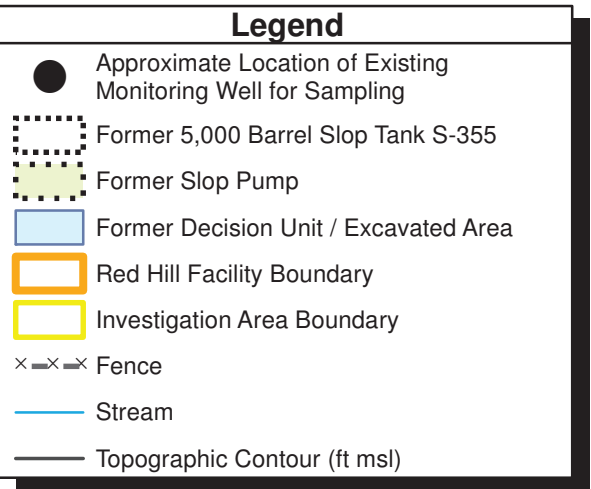 Legend
Approximate Location of Existing
Monitoring Well for Sampling
Former 5,000 Barrel Slop Tank S-355
Former Slop Pump
Former Decision Unit / Excavated Area
Red Hill Facility Boundary
Investigation Area Boundary
Fence
Stream
Topographic Contour (ft msl)